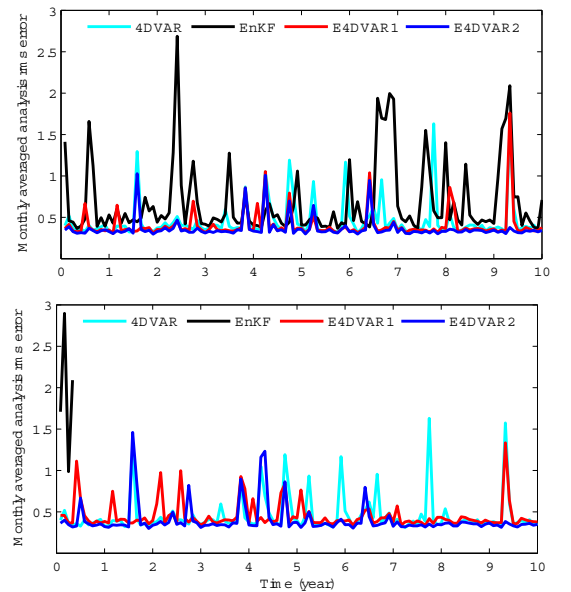 4DVAR EnKF E4DVAR1 E4DVAR2
Monthly averaged analysis rms error
3
2.5
2
1.5
1
0.5
0
0 1 2 3 4 5 6 7 8 9 10
4DVAR EnKF E4DVAR1 E4DVAR2
Monthly averaged analysis rms error
3
2.5
2
1.5
1
0.5
0 1 2 3 4 5 6 7 8 9 10
Time (year)